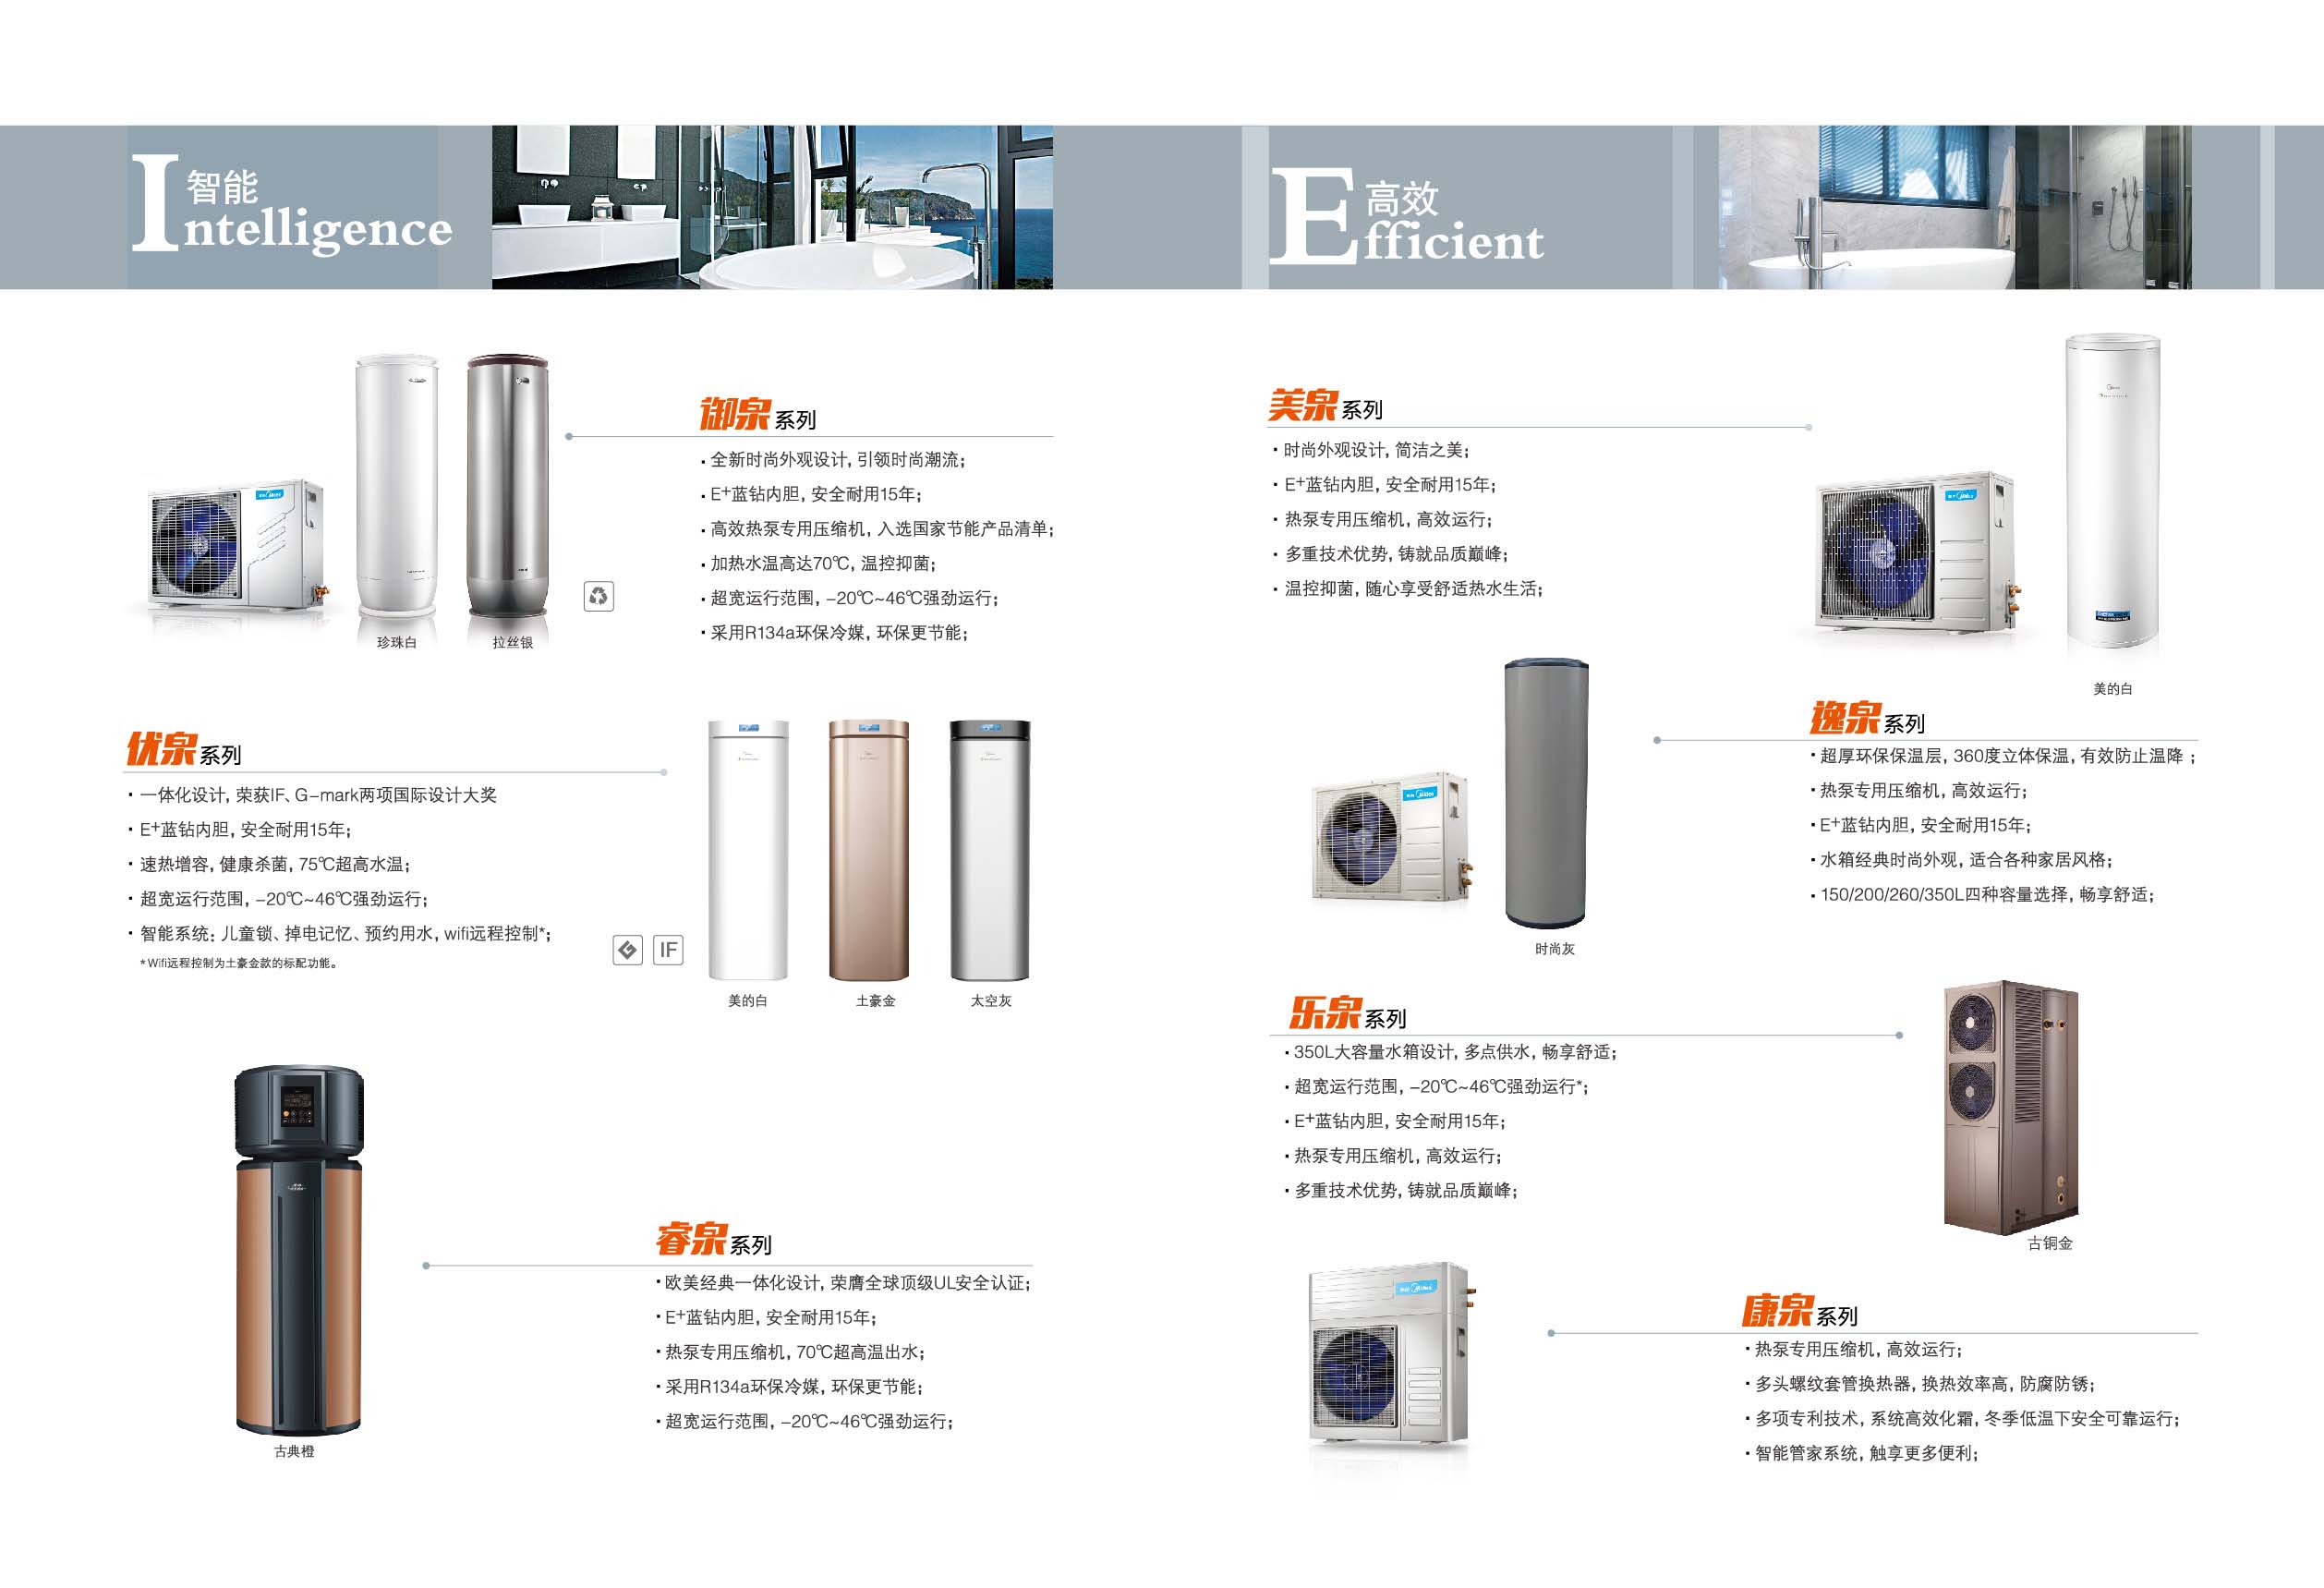 智能
Intelligence
御泉系列
· 全新时尚外观设计，引领时尚潮流；
· E+蓝钻内胆，安全耐用15年；
· 高效热泵专用压缩机，入选国家节能产品清单；
· 加热水温高达70℃，温控抑菌；
· 超宽运行范围，-20℃~46℃强劲运行；
· 采用R134a环保冷媒，环保更节能；
珍珠白
拉丝银
优泉系列
· 一体化设计，荣获IF、G-mark两项国际设计大奖
· E+蓝钻内胆，安全耐用15年；
· 速热增容，健康杀菌，75℃超高水温；
· 超宽运行范围，-20℃~46℃强劲运行；
· 智能系统：儿童锁、掉电记忆、预约用水，wifi远程控制*；
*Wifi远程控制为土豪金款的标配功能。
IF
美的白
土豪金
太空灰
睿泉系列
· 欧美经典一体化设计，荣膺全球顶级UL安全认证；
· E+蓝钻内胆，安全耐用15年；
· 热泵专用压缩机，70℃超高温出水；
· 采用R134a环保冷媒，环保更节能；
· 超宽运行范围，-20℃~46℃强劲运行；
古典橙
高效
Efficient
美泉系列
· 时尚外观设计，简洁之美；
· E+蓝钻内胆，安全耐用15年；
· 热泵专用压缩机，高效运行；
· 多重技术优势，铸就品质巅峰；
· 温控抑菌，随心享受舒适热水生活；
美的 Midea
美的白
逸泉系列
· 超厚环保保温层，360度立体保温，有效防止温降；
· 热泵专用压缩机，高效运行；
· E+蓝钻内胆，安全耐用15年；
· 水箱经典时尚外观，适合各种家居风格；
· 150/200/260/350L四种容量选择，畅享舒适；
美的 Midea
时尚灰
乐泉系列
· 350L大容量水箱设计，多点供水，畅享舒适；
· 超宽运行范围，-20℃~46℃强劲运行*；
· E+蓝钻内胆，安全耐用15年；
· 热泵专用压缩机，高效运行；
· 多重技术优势，铸就品质巅峰；
古铜金
康泉系列
· 热泵专用压缩机，高效运行；
· 多头螺纹套管换热器，换热效率高，防腐防锈；
· 多项专利技术，系统高效化霜，冬季低温下安全可靠运行；
· 智能管家系统，触享更多便利；
美的 Midea